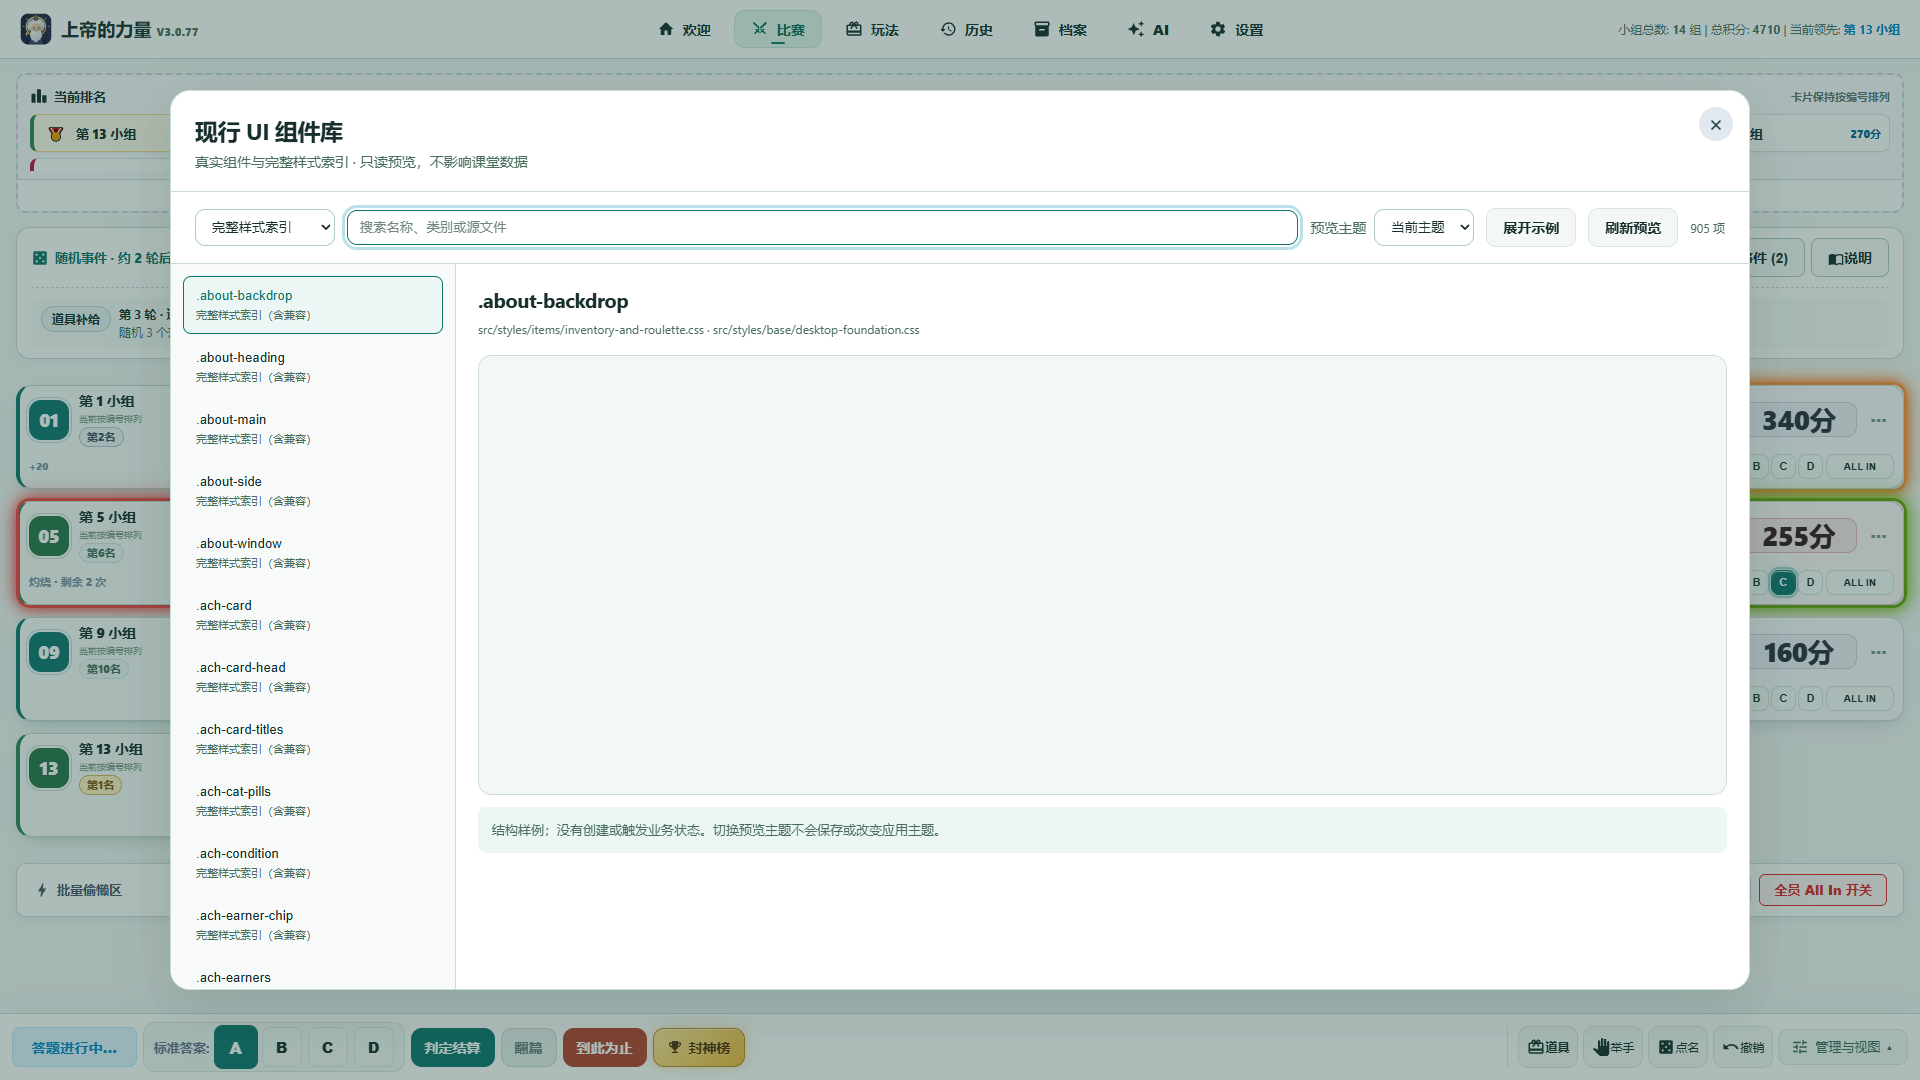 上帝的力量 V3.0.77
欢迎
比赛
玩法
历史
档案
AI
设置
小组总数: 14 组 | 总积分: 4710 | 当前领先: 第 13 小组
当前排名
卡片保持按编号排列
第 13 小组
组
270分
随机事件 · 约 2 轮后
件 (2)
说明
道具补给
第 3 轮 ·
随机 3 个
01
第 1 小组
当前按编号排列
第2名
+20
340分
B
C
D
ALL IN
05
第 5 小组
当前按编号排列
第6名
灼烧 · 剩余 2 次
255分
B
C
D
ALL IN
09
第 9 小组
当前按编号排列
第10名
160分
B
C
D
ALL IN
13
第 13 小组
当前按编号排列
第1名
批量偷懒区
全员 All In 开关
现行 UI 组件库
真实组件与完整样式索引 · 只读预览，不影响课堂数据
完整样式索引
搜索名称、类别或源文件
预览主题
当前主题
展开示例
刷新预览
905 项
.about-backdrop
完整样式索引（含兼容）
.about-heading
完整样式索引（含兼容）
.about-main
完整样式索引（含兼容）
.about-side
完整样式索引（含兼容）
.about-window
完整样式索引（含兼容）
.ach-card
完整样式索引（含兼容）
.ach-card-head
完整样式索引（含兼容）
.ach-card-titles
完整样式索引（含兼容）
.ach-cat-pills
完整样式索引（含兼容）
.ach-condition
完整样式索引（含兼容）
.ach-earner-chip
完整样式索引（含兼容）
.ach-earners
.about-backdrop
src/styles/items/inventory-and-roulette.css · src/styles/base/desktop-foundation.css
结构样例；没有创建或触发业务状态。切换预览主题不会保存或改变应用主题。
答题进行中...
标准答案:
A
B
C
D
判定结算
翻篇
到此为止
封神榜
道具
举手
点名
撤销
管理与视图